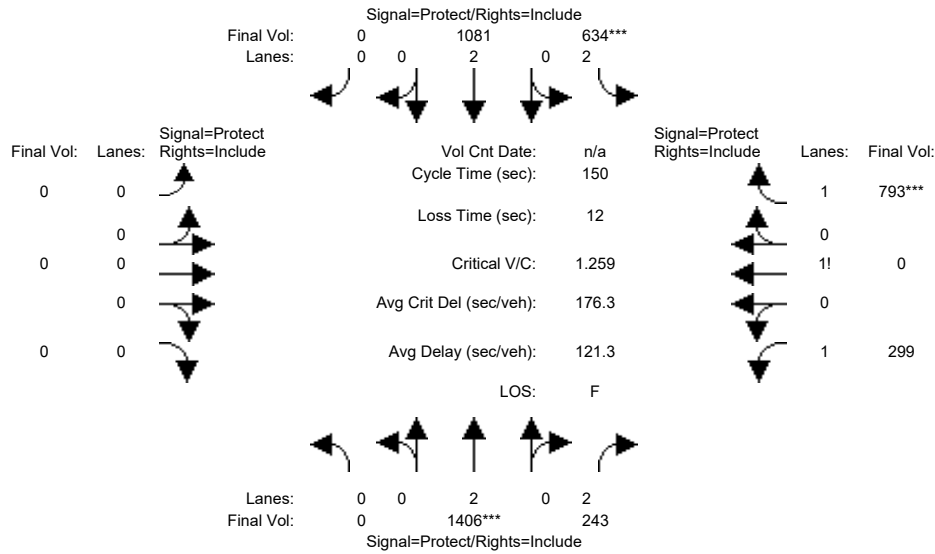 Signal=Protect/Rights=Include
Final Vol: 0 1081 634***
Lanes: 0 0 2 0 2
Signal=Protect
Final Vol: Lanes: Rights=Include
Vol Cnt Date: n/a
Signal=Protect
Rights=Include Lanes: Final Vol:
Cycle Time (sec): 150
0 0
1 793***
Loss Time (sec): 12
0
0
0 0
Critical V/C: 1.259
1! 0
0
Avg Crit Del (sec/veh): 176.3
0
0 0
Avg Delay (sec/veh): 121.3
1 299
LOS: F
Lanes: 0 0 2 0 2
Final Vol: 0 1406*** 243
Signal=Protect/Rights=Include